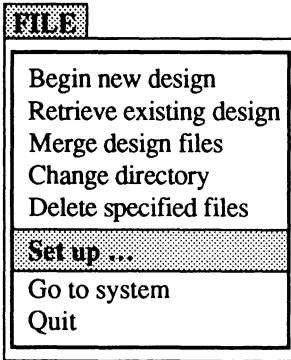 FILE
Begin new design
Retrieve existing design
Merge design files
Change directory
Delete specified files
Set up ...
Go to system
Quit